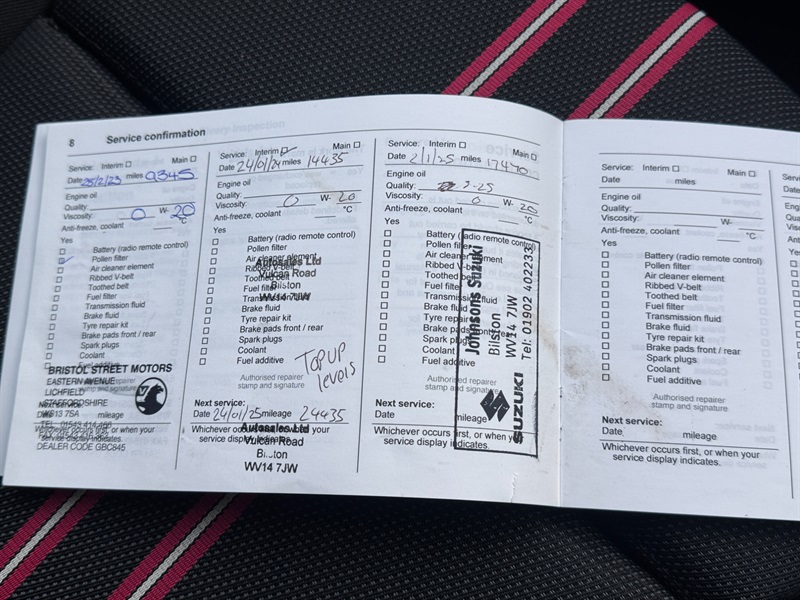 8 Service confirmation
Service: Interim Main
Date 25/2/23 miles 9345
Engine oil
Quality:
Viscosity: 0 W- 20
Anti-freeze, coolant °C
Yes
Battery (radio remote control)
Pollen filter
Air cleaner element
Ribbed V-belt
Toothed belt
Fuel filter
Transmission fluid
Brake fluid
Tyre repair kit
Brake pads front / rear
Spark plugs
Coolant
BRISTOL STREET MOTORS
EASTERN AVENUE
LICHFIELD
STAFFORDSHIRE
WS13 7SA
DEALER CODE GBC845
Service: Interim Main
Date 24/01/24 miles 14435
Engine oil
Quality:
Viscosity: 0 W- 20
Anti-freeze, coolant °C
Yes
Battery (radio remote control)
Pollen filter
Air cleaner element
Ribbed V-belt
Toothed belt
Fuel filter
Transmission fluid
Brake fluid
Tyre repair kit
Brake pads front / rear
Spark plugs
Coolant
Fuel additive
Autosales Ltd
Vulcan Road
Bilston
WV14 7JW
TOP UP
levels
Authorised repairer
stamp and signature
Next service:
Date 24/01/25 mileage 24435
Whichever occurs first, or when your
service display indicates.
Autosales Ltd
Vulcan Road
Bilston
WV14 7JW
Service: Interim Main
Date 2/1/25 miles 17470
Engine oil
Quality:
Viscosity: 0 W- 20
Anti-freeze, coolant °C
Yes
Battery (radio remote control)
Pollen filter
Air cleaner element
Ribbed V-belt
Toothed belt
Fuel filter
Transmission fluid
Brake fluid
Tyre repair kit
Brake pads front / rear
Spark plugs
Coolant
Fuel additive
Authorised repairer
stamp and signature
Next service:
Date mileage
Whichever occurs first, or when your
service display indicates.
Johnsons Suzuki
Bilston
WV14 7JW
Tel: 01902 402233
SUZUKI
Service: Interim Main
Date miles
Engine oil
Quality:
Viscosity: W-
Anti-freeze, coolant °C
Yes
Battery (radio remote control)
Pollen filter
Air cleaner element
Ribbed V-belt
Toothed belt
Fuel filter
Transmission fluid
Brake fluid
Tyre repair kit
Brake pads front / rear
Spark plugs
Coolant
Fuel additive
Authorised repairer
stamp and signature
Next service:
Date mileage
Whichever occurs first, or when your
service display indicates.